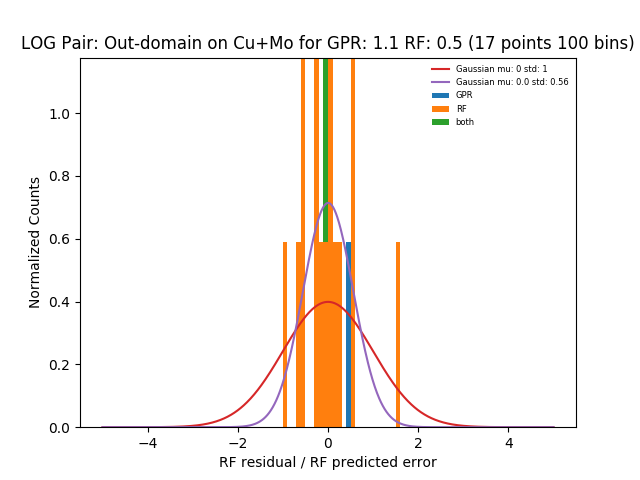 LOG Pair: Out-domain on Cu+Mo for GPR: 1.1 RF: 0.5 (17 points 100 bins)
Gaussian mu: 0 std: 1
Gaussian mu: 0.0 std: 0.56
GPR
RF
both
Normalized Counts
1.0
0.8
0.6
0.4
0.2
0.0
−4 −2 0 2 4
RF residual / RF predicted error